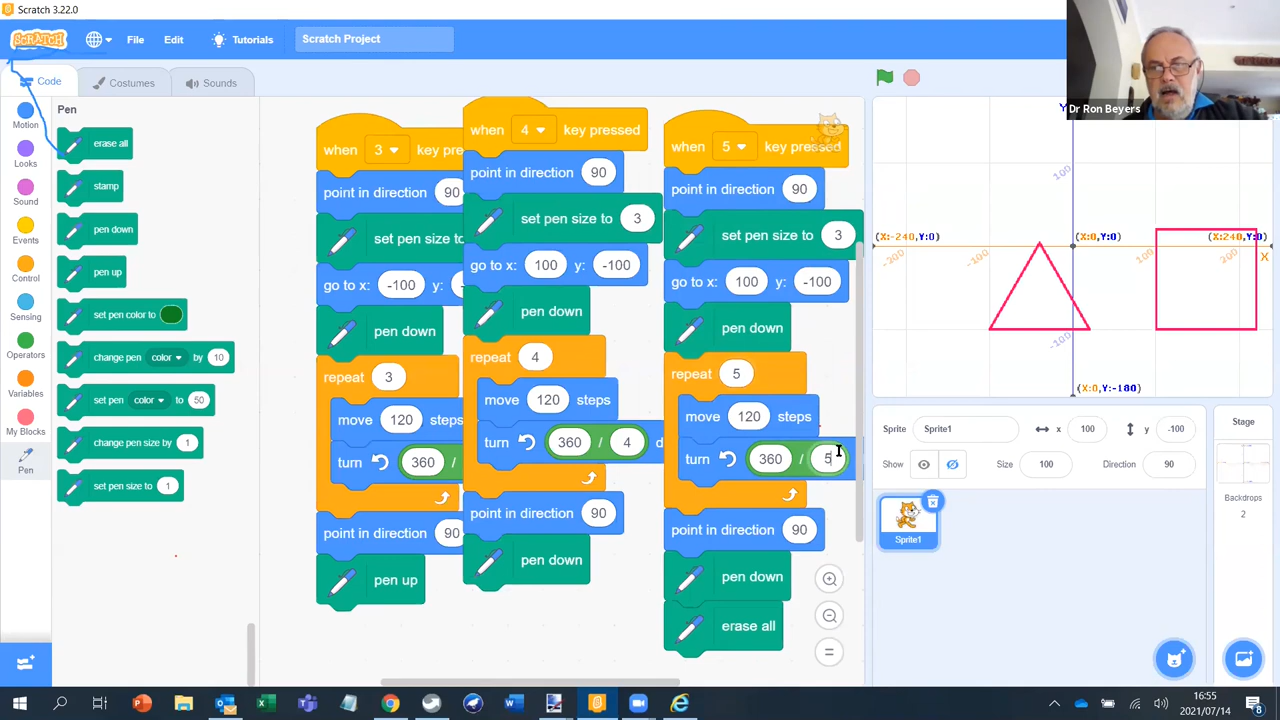 Scratch 3.22.0
SCRATCH
File
Edit
Tutorials
Scratch Project
Code
Costumes
Sounds
Dr Ron Beyers
Motion
Looks
Sound
Events
Control
Sensing
Operators
Variables
My Blocks
Pen
Pen
erase all
stamp
pen down
pen up
set pen color to
change pen color by 10
set pen color to 50
change pen size by 1
set pen size to 1
when 3 key pre
point in direction 90
set pen size to
go to x: -100 y:
pen down
repeat 3
move 120 steps
turn 360 /
point in direction 90
pen up
when 4 key pressed
point in direction 90
set pen size to 3
go to x: 100 y: -100
pen down
repeat 4
move 120 steps
turn 360 / 4 d
point in direction 90
pen down
when 5 key pressed
point in direction 90
set pen size to 3
go to x: 100 y: -100
pen down
repeat 5
move 120 steps
turn 360 / 5
point in direction 90
pen down
erase all
Y
100
(X:-240,Y:0)
(X:0,Y:0)
(X:240,Y:0)
-200
-100
100
200
X
-100
(X:0,Y:-180)
Sprite
Sprite1
x
100
y
-100
Show
Size
100
Direction
90
Sprite1
Stage
Backdrops
2
16:55
2021/07/14
8